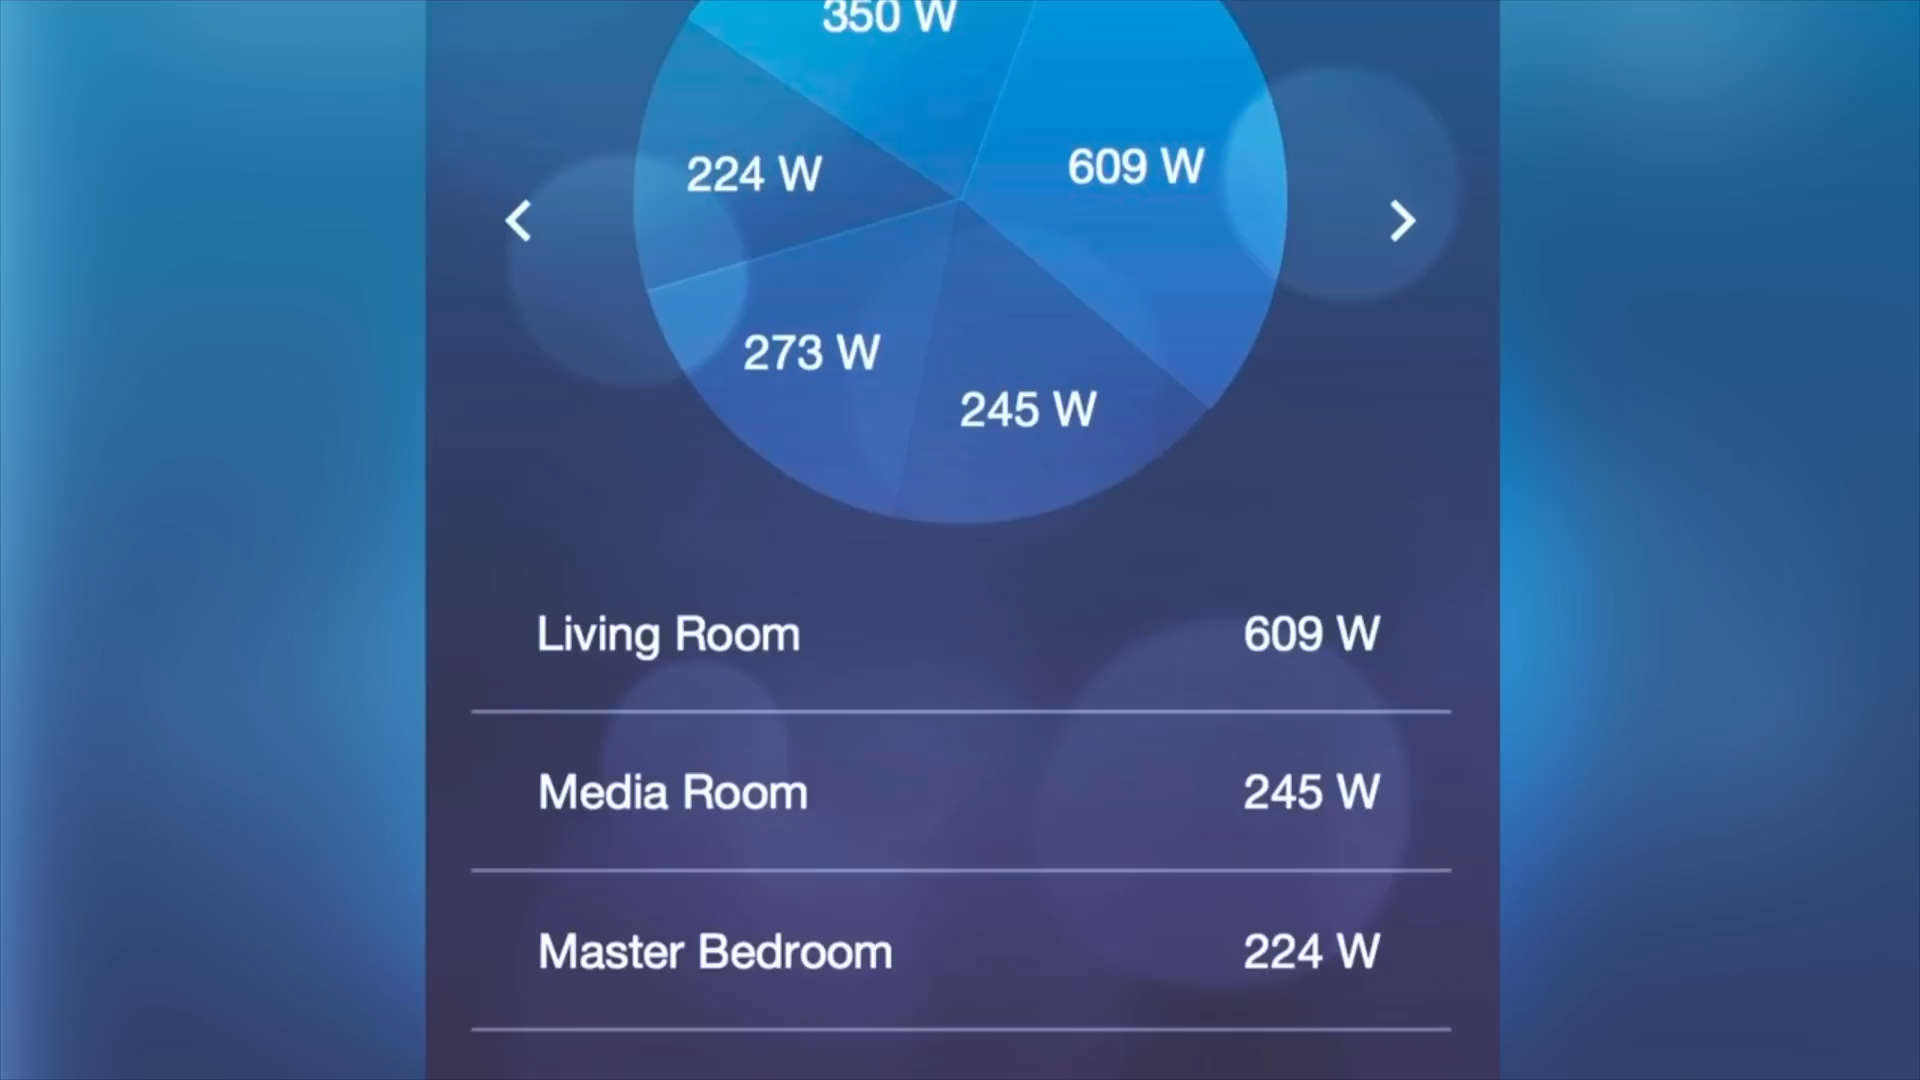 350 W
224 W
609 W
273 W
245 W
Living Room 609 W
Media Room 245 W
Master Bedroom 224 W